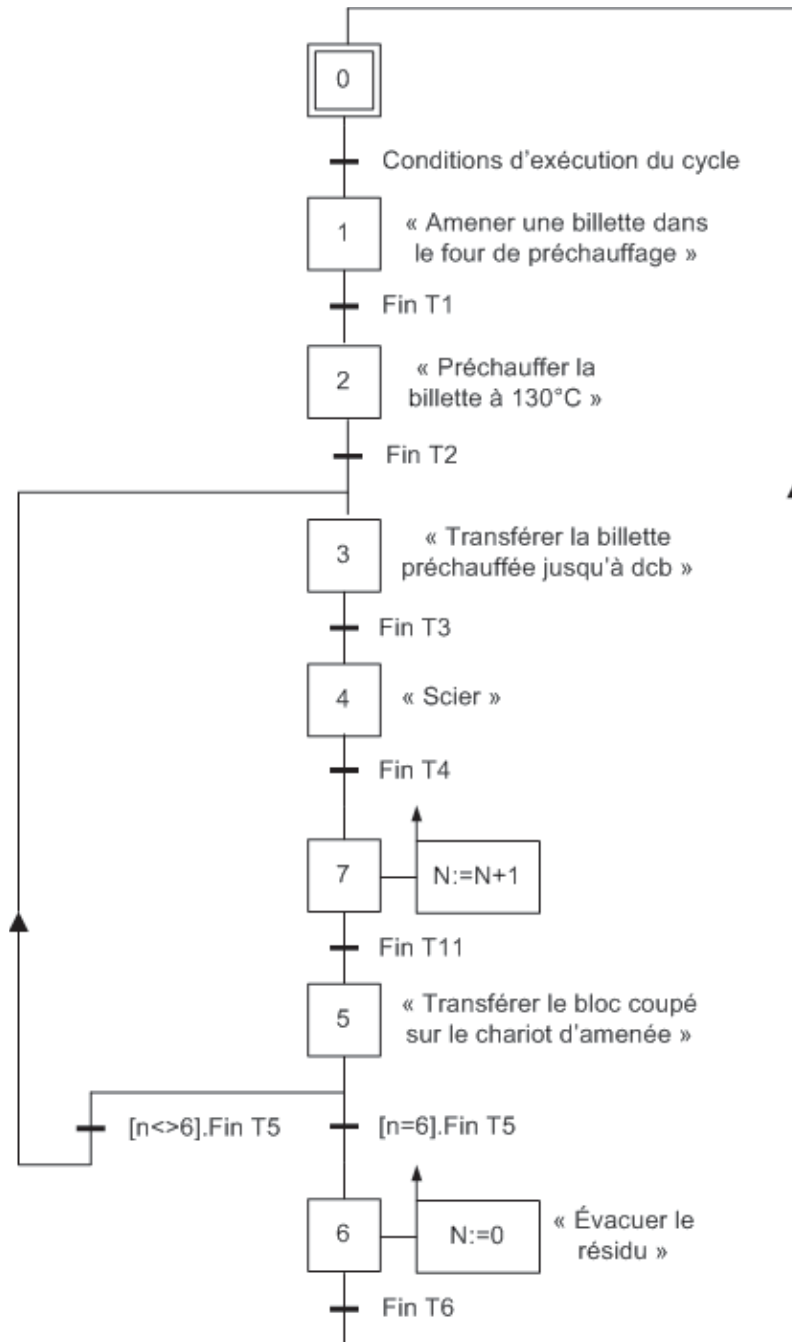 0
Conditions d'exécution du cycle
1
« Amener une billette dans
le four de préchauffage »
Fin T1
2
« Préchauffer la
billette à 130°C »
Fin T2
3
« Transférer la billette
préchauffée jusqu'à dcb »
Fin T3
4
« Scier »
Fin T4
7
N:=N+1
Fin T11
5
« Transférer le bloc coupé
sur le chariot d'amenée »
[n<>6].Fin T5
[n=6].Fin T5
6
N:=0
« Évacuer le
résidu »
Fin T6